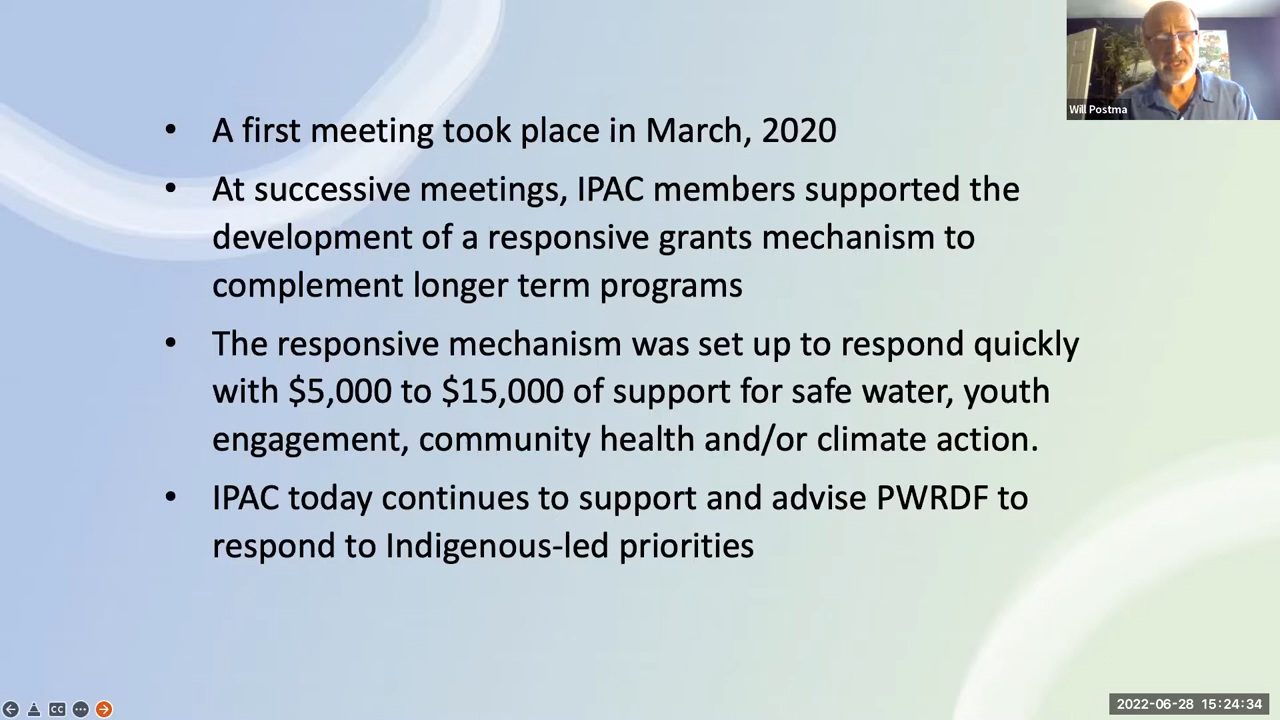 Will Postma
• A first meeting took place in March, 2020
• At successive meetings, IPAC members supported the
development of a responsive grants mechanism to
complement longer term programs
• The responsive mechanism was set up to respond quickly
with $5,000 to $15,000 of support for safe water, youth
engagement, community health and/or climate action.
• IPAC today continues to support and advise PWRDF to
respond to Indigenous-led priorities
CC
2022-06-28 15:24:34